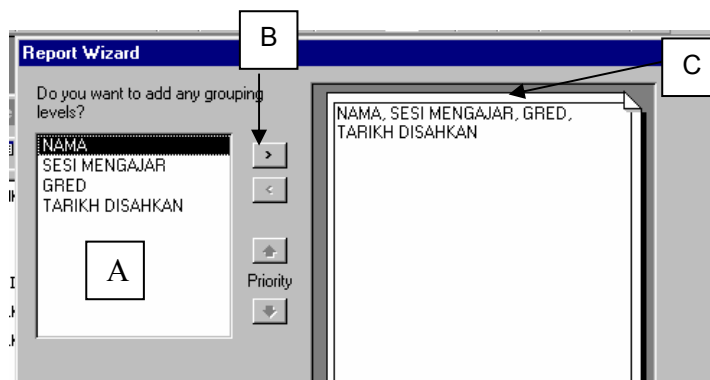 B
C
Report Wizard
Do you want to add any grouping
levels?
NAMA
SESI MENGAJAR
GRED
TARIKH DISAHKAN
A
>
<
Priority
NAMA, SESI MENGAJAR, GRED,
TARIKH DISAHKAN